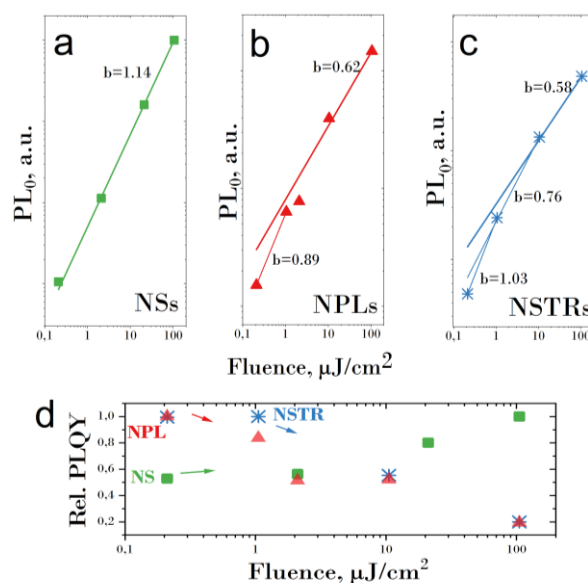 a
b=1.14
PL₀, a.u.
NSs
0,1 1 10 100
b
b=0.62
PL₀, a.u.
b=0.89
NPLs
0,1 1 10 100
c
b=0.58
PL₀, a.u.
b=0.76
b=1.03
NSTRs
0,1 1 10 100
Fluence, μJ/cm²
d
Rel. PLQY
1.0
0.8
0.6
0.4
0.2
NPL
NSTR
NS
0,1 1 10 100
Fluence, μJ/cm²